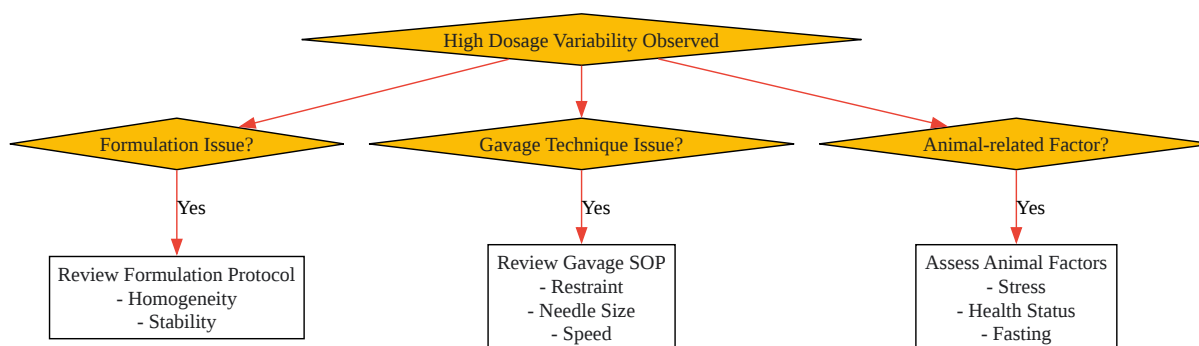 High Dosage Variability Observed
Formulation Issue?
Gavage Technique Issue?
Animal-related Factor?
Yes
Yes
Yes
Review Formulation Protocol
- Homogeneity
- Stability
Review Gavage SOP
- Restraint
- Needle Size
- Speed
Assess Animal Factors
- Stress
- Health Status
- Fasting